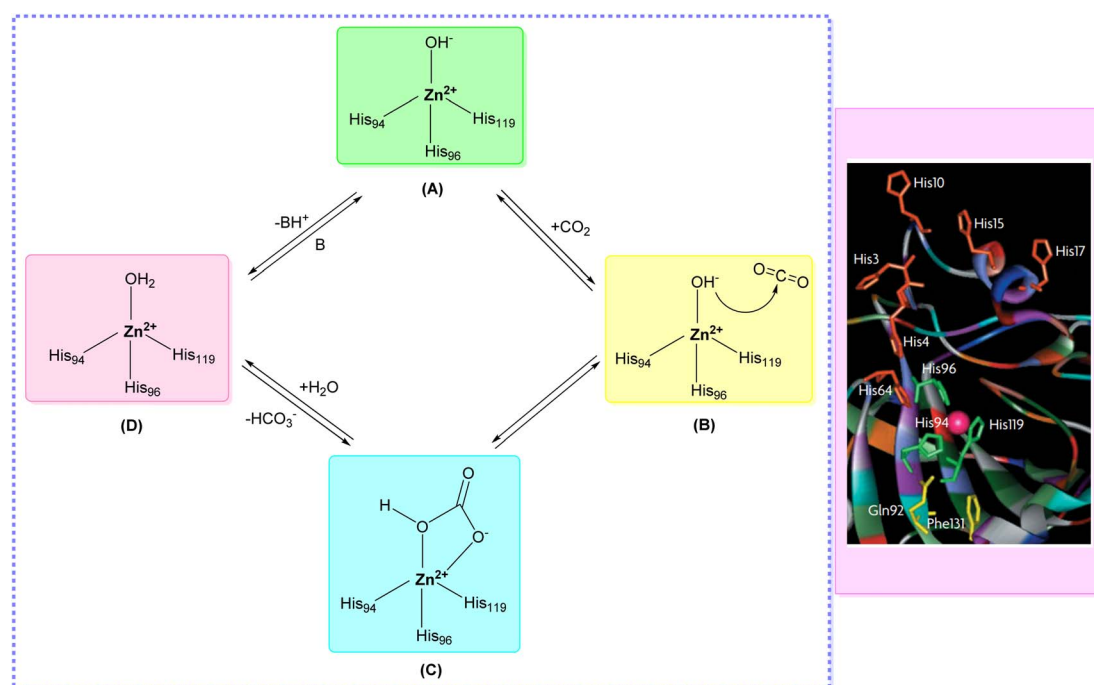 OH-
Zn2+
His94
His119
His96
(A)
-BH+
B
+CO2
OH2
Zn2+
His94
His119
His96
(D)
OH-
O=C=O
Zn2+
His94
His119
His96
(B)
+H2O
-HCO3-
O
H
O
O-
Zn2+
His94
His119
His96
(C)
His10
His15
His17
His3
His4
His96
His64
His94
His119
Gln92
Phe131